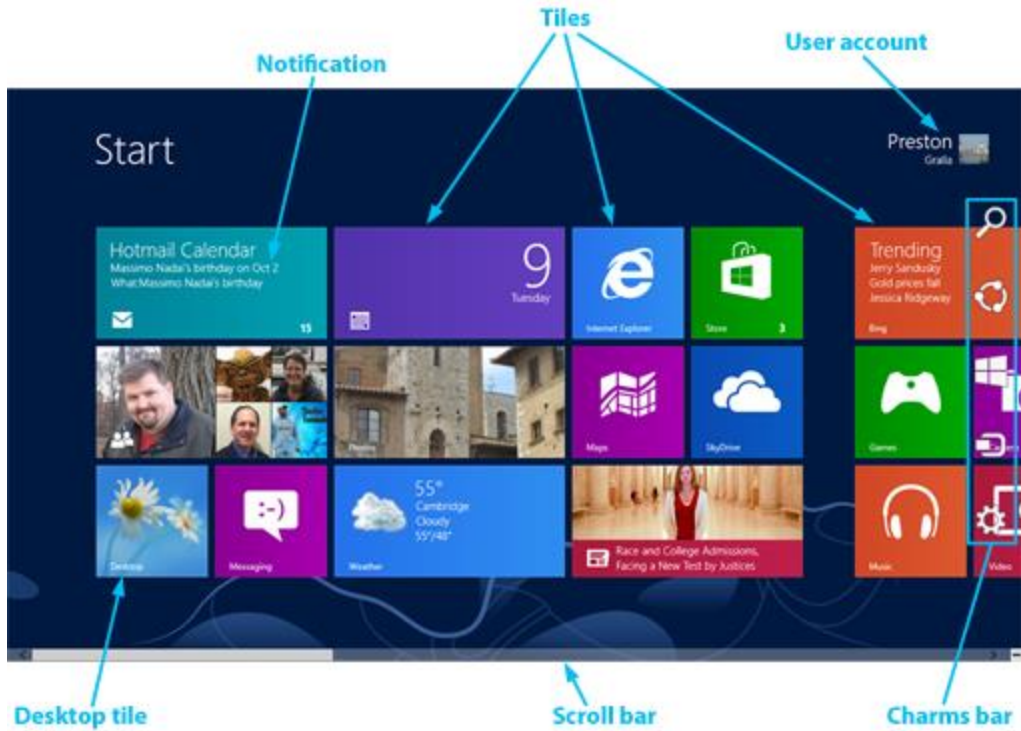 Tiles
User account
Notification
Start
Preston
Gralla
Hotmail Calendar
Massimo Nadai's birthday on Oct 2
What:Massimo Nadai's birthday
15
9
Tuesday
Internet Explorer
Store
3
Trending
Jerry Sandusky
Gold prices fall
Jessica Ridgeway
Bing
Photos
Maps
SkyDrive
Games
Desktop
:-)
Messaging
55°
Cambridge
Cloudy
55°/48°
Weather
Race and College Admissions,
Facing a New Test by Justices
Music
Video
Desktop tile
Scroll bar
Charms bar